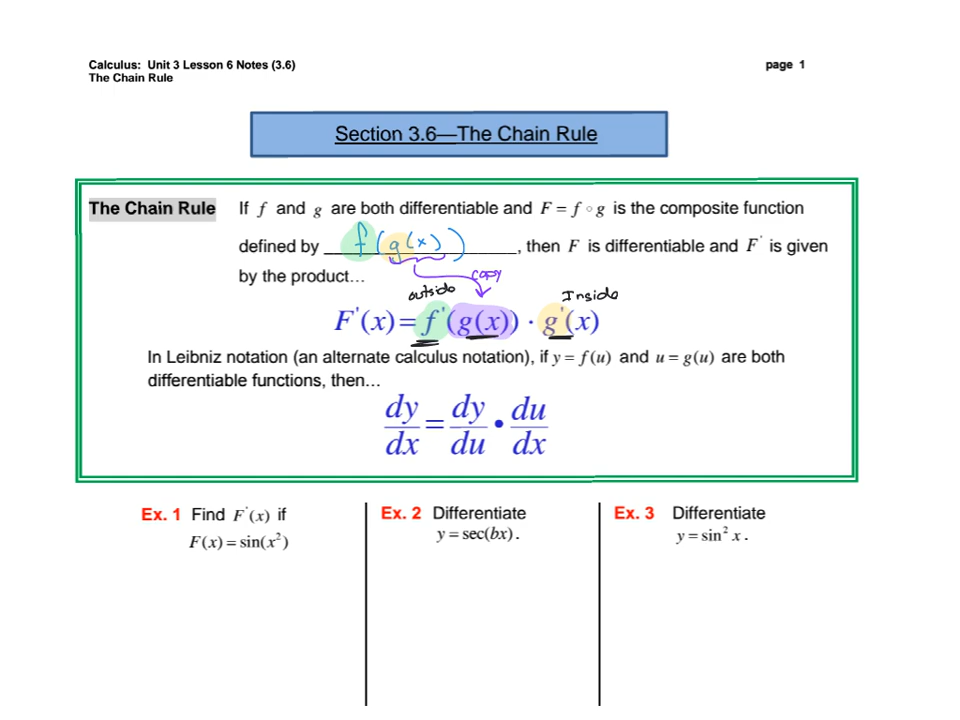 Calculus: Unit 3 Lesson 6 Notes (3.6) page 1
The Chain Rule
Section 3.6—The Chain Rule
The Chain Rule If f and g are both differentiable and F = f ∘ g is the composite function
defined by f(g(x)), then F is differentiable and F' is given
by the product…
copy
outside Inside
F'(x) = f'(g(x)) · g'(x)
In Leibniz notation (an alternate calculus notation), if y = f(u) and u = g(u) are both
differentiable functions, then…
dy/dx = dy/du • du/dx
Ex. 1 Find F'(x) if
F(x) = sin(x²)
Ex. 2 Differentiate
y = sec(bx).
Ex. 3 Differentiate
y = sin² x.